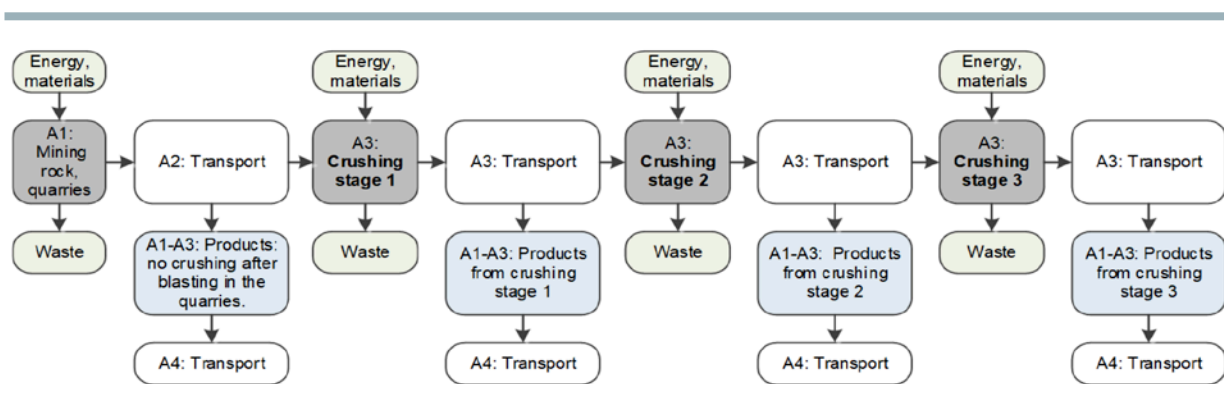 Energy,
materials
Energy,
materials
Energy,
materials
Energy,
materials
A1:
Mining
rock,
quarries
A2: Transport
A3:
Crushing
stage 1
A3: Transport
A3:
Crushing
stage 2
A3: Transport
A3:
Crushing
stage 3
A3: Transport
Waste
A1-A3: Products:
no crushing after
blasting in the
quarries.
Waste
A1-A3: Products
from crushing
stage 1
Waste
A1-A3: Products
from crushing
stage 2
Waste
A1-A3: Products
from crushing
stage 3
A4: Transport
A4: Transport
A4: Transport
A4: Transport